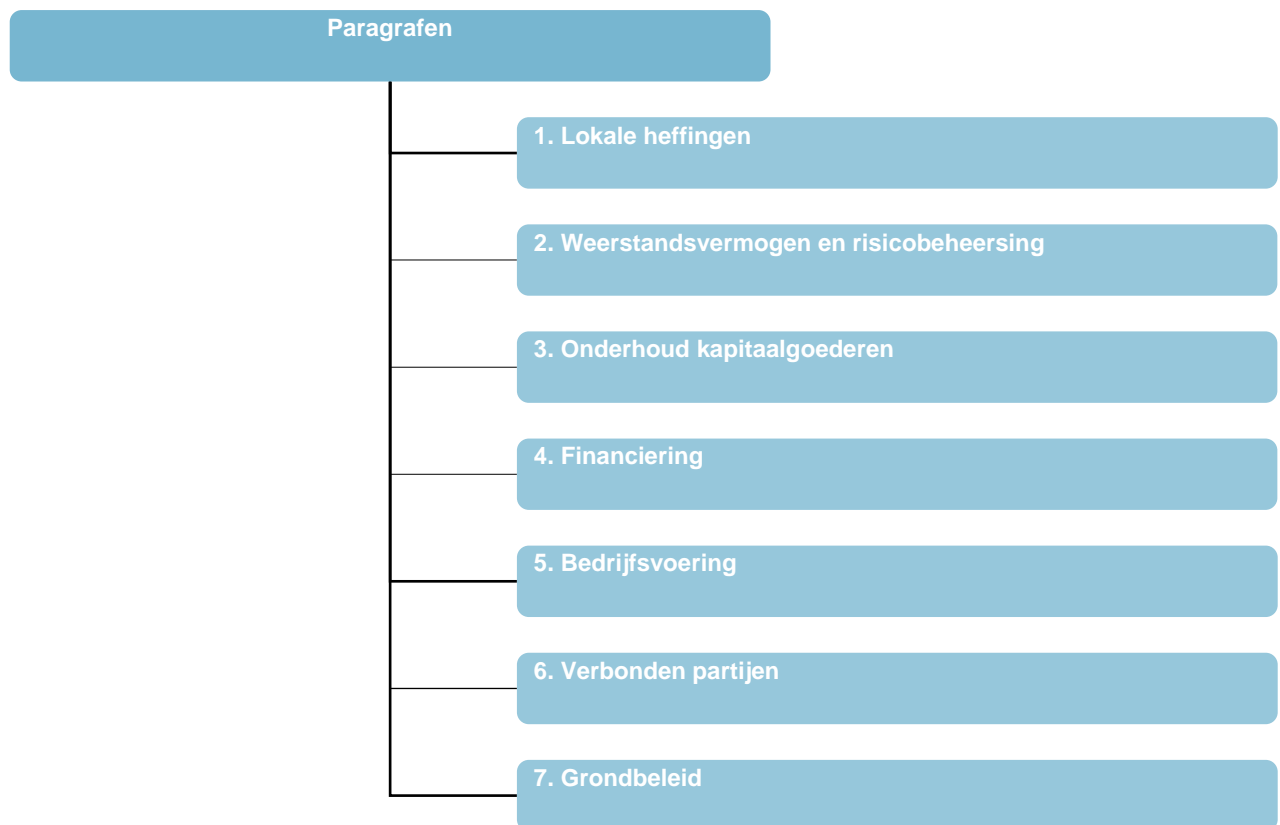 Paragrafen
1. Lokale heffingen
2. Weerstandsvermogen en risicobeheersing
3. Onderhoud kapitaalgoederen
4. Financiering
5. Bedrijfsvoering
6. Verbonden partijen
7. Grondbeleid